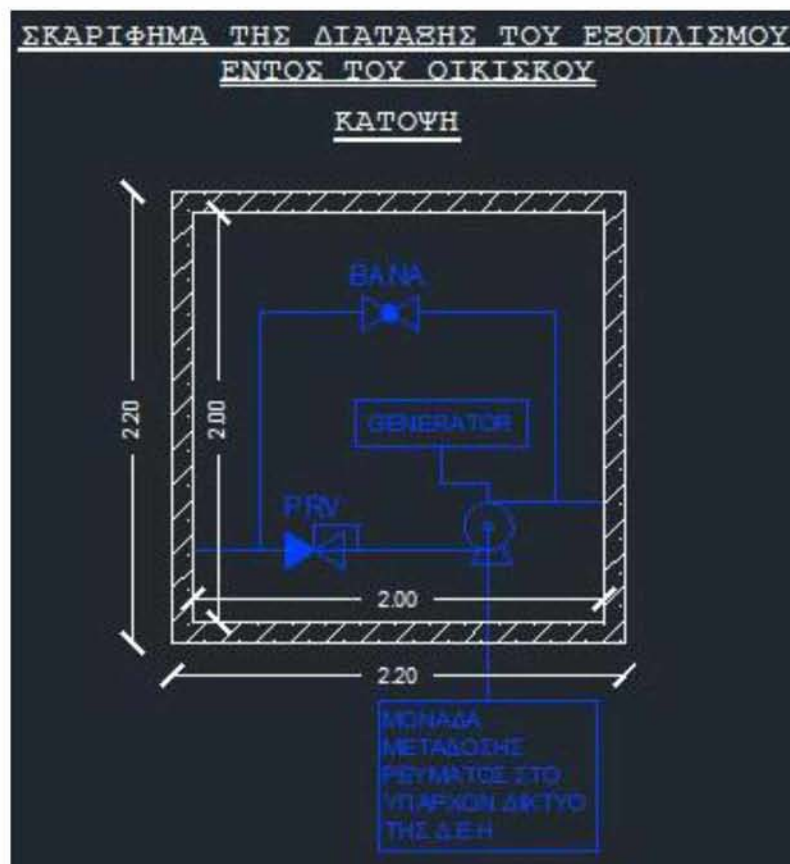 ΣΚΑΡΙΦΗΜΑ ΤΗΣ ΔΙΑΤΑΞΗΣ ΤΟΥ ΕΞΟΠΛΙΣΜΟΥ
ΕΝΤΟΣ ΤΟΥ ΟΙΚΙΣΚΟΥ
ΚΑΤΟΨΗ
ΒΑΝΑ
2.20
2.00
GENERATOR
PRV
2.00
2.20
ΜΟΝΑΔΑ
ΜΕΤΑΔΟΣΗΣ
ΡΕΥΜΑΤΟΣ ΣΤΟ
ΥΠΑΡΧΟΝ ΔΙΚΤΥΟ
ΤΗΣ Δ.Ε.Η